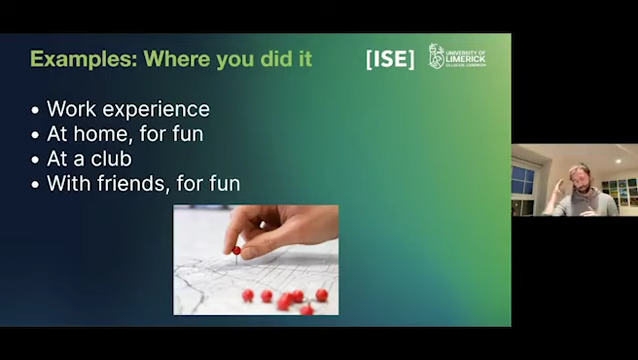 Examples: Where you did it
[ISE]
UNIVERSITY OF
LIMERICK
• Work experience
• At home, for fun
• At a club
• With friends, for fun